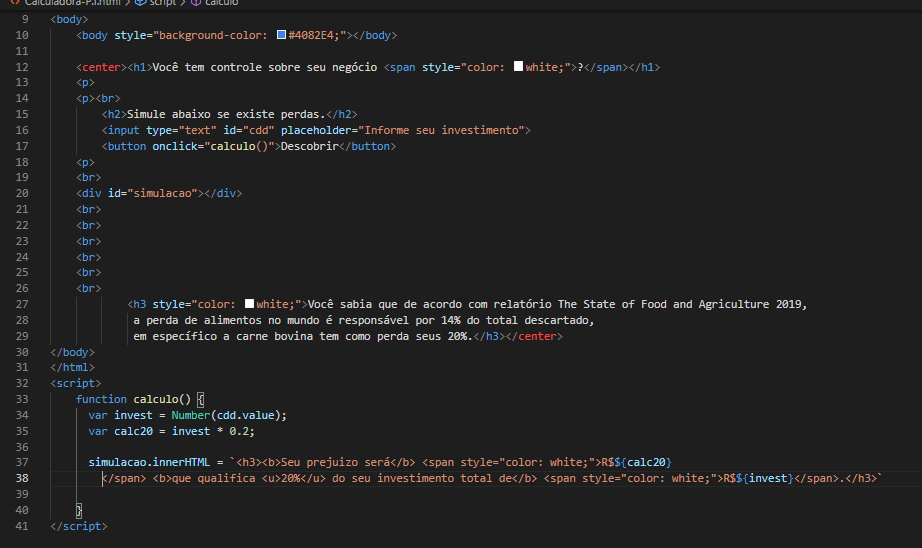 Calculadora-P.I.html > script > calculo
9 <body>
10 <body style="background-color: #4082E4;"></body>
11
12 <center><h1>Você tem controle sobre seu negócio <span style="color: white;">?</span></h1>
13 <p>
14 <p><br>
15 <h2>Simule abaixo se existe perdas.</h2>
16 <input type="text" id="cdd" placeholder="Informe seu investimento">
17 <button onclick="calculo()">Descobrir</button>
18 <p>
19 <br>
20 <div id="simulacao"></div>
21 <br>
22 <br>
23 <br>
24 <br>
25 <br>
26 <br>
27 <h3 style="color: white;">Você sabia que de acordo com relatório The State of Food and Agriculture 2019,
28 a perda de alimentos no mundo é responsável por 14% do total descartado,
29 em específico a carne bovina tem como perda seus 20%.</h3></center>
30 </body>
31 </html>
32 <script>
33 function calculo() {
34 var invest = Number(cdd.value);
35 var calc20 = invest * 0.2;
36
37 simulacao.innerHTML = `<h3><b>Seu prejuizo será</b> <span style="color: white;">R$${calc20}
38 </span> <b>que qualifica <u>20%</u> do seu investimento total de</b> <span style="color: white;">R$${invest}</span>.</h3>`
39
40 }
41 </script>